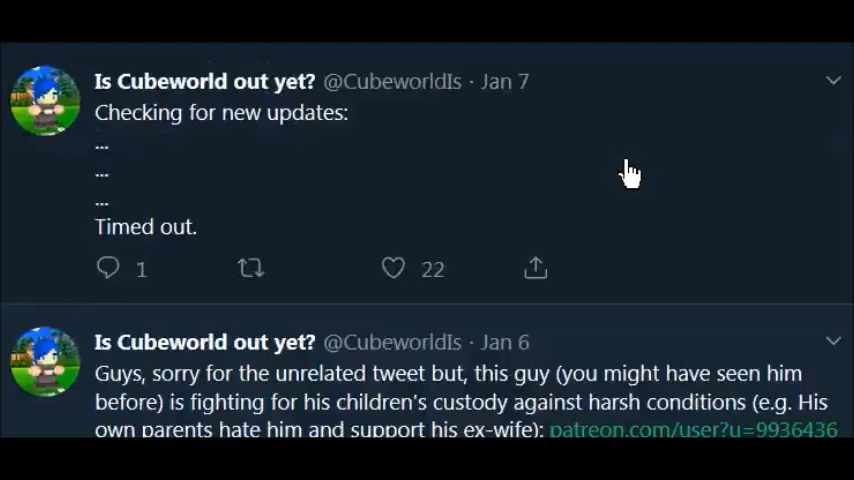 Is Cubeworld out yet? @CubeworldIs · Jan 7
Checking for new updates:
...
...
...
Timed out.
1 22
Is Cubeworld out yet? @CubeworldIs · Jan 6
Guys, sorry for the unrelated tweet but, this guy (you might have seen him
before) is fighting for his children's custody against harsh conditions (e.g. His
own parents hate him and support his ex-wife): patreon.com/user?u=9936436